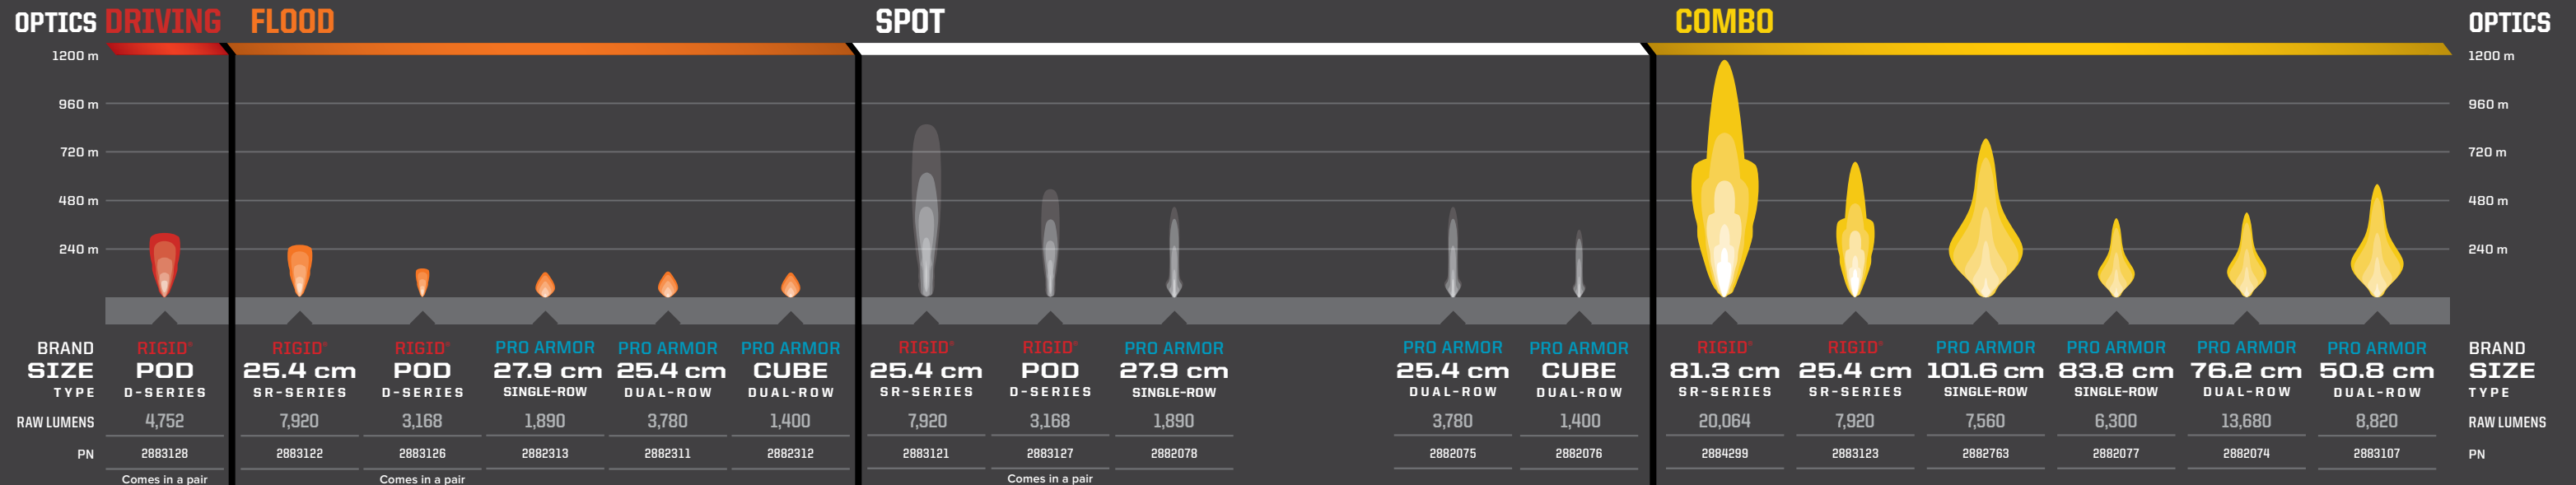 OPTICS DRIVING FLOOD SPOT COMBO OPTICS
1200 m 1200 m
960 m 960 m
720 m 720 m
480 m 480 m
240 m 240 m
BRAND RIGID® RIGID® RIGID® PRO ARMOR PRO ARMOR PRO ARMOR RIGID® RIGID® PRO ARMOR PRO ARMOR PRO ARMOR RIGID® RIGID® PRO ARMOR PRO ARMOR PRO ARMOR PRO ARMOR BRAND
SIZE POD 25.4 cm POD 27.9 cm 25.4 cm CUBE 25.4 cm POD 27.9 cm 25.4 cm CUBE 81.3 cm 25.4 cm 101.6 cm 83.8 cm 76.2 cm 50.8 cm SIZE
TYPE D-SERIES SR-SERIES D-SERIES SINGLE-ROW DUAL-ROW DUAL-ROW SR-SERIES D-SERIES SINGLE-ROW DUAL-ROW DUAL-ROW SR-SERIES SR-SERIES SINGLE-ROW SINGLE-ROW DUAL-ROW DUAL-ROW TYPE
RAW LUMENS 4,752 7,920 3,168 1,890 3,780 1,400 7,920 3,168 1,890 3,780 1,400 20,064 7,920 7,560 6,300 13,680 8,820 RAW LUMENS
PN 2883128 2883122 2883126 2882313 2882311 2882312 2883121 2883127 2882078 2882075 2882076 2884299 2883123 2882763 2882077 2882074 2883107 PN
Comes in a pair Comes in a pair Comes in a pair